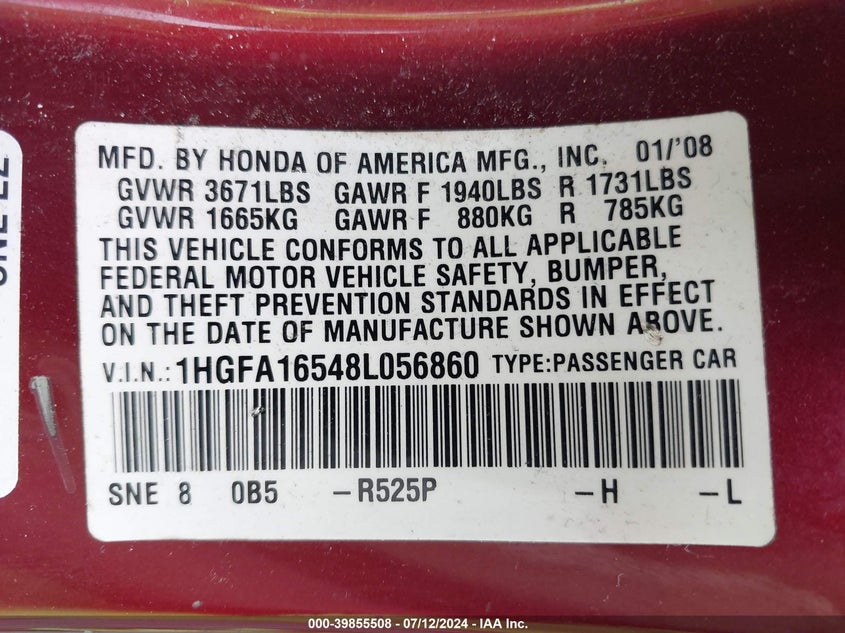 MFD. BY HONDA OF AMERICA MFG., INC. 01/'08
GVWR 3671LBS GAWR F 1940LBS R 1731LBS
GVWR 1665KG GAWR F 880KG R 785KG
THIS VEHICLE CONFORMS TO ALL APPLICABLE
FEDERAL MOTOR VEHICLE SAFETY, BUMPER,
AND THEFT PREVENTION STANDARDS IN EFFECT
ON THE DATE OF MANUFACTURE SHOWN ABOVE.
V.I.N.: 1HGFA16548L056860 TYPE:PASSENGER CAR
SNE 8 0B5 -R525P -H -L
000-39855508 - 07/12/2024 - IAA Inc.